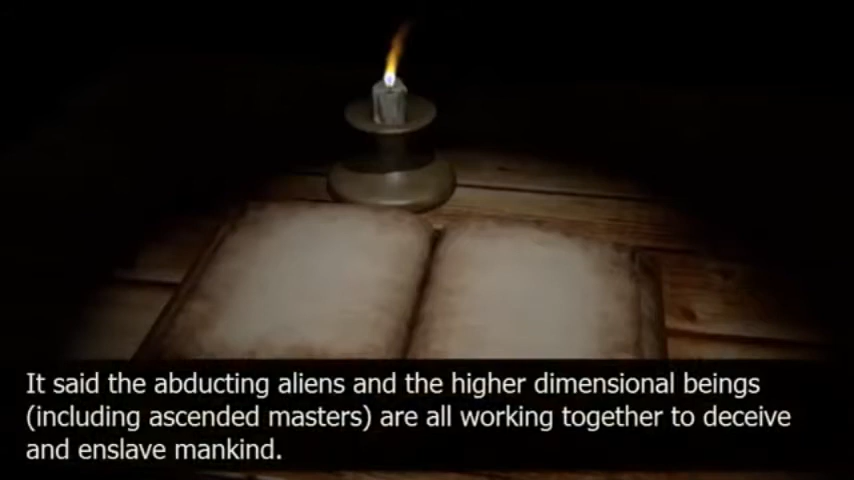 It said the abducting aliens and the higher dimensional beings
(including ascended masters) are all working together to deceive
and enslave mankind.